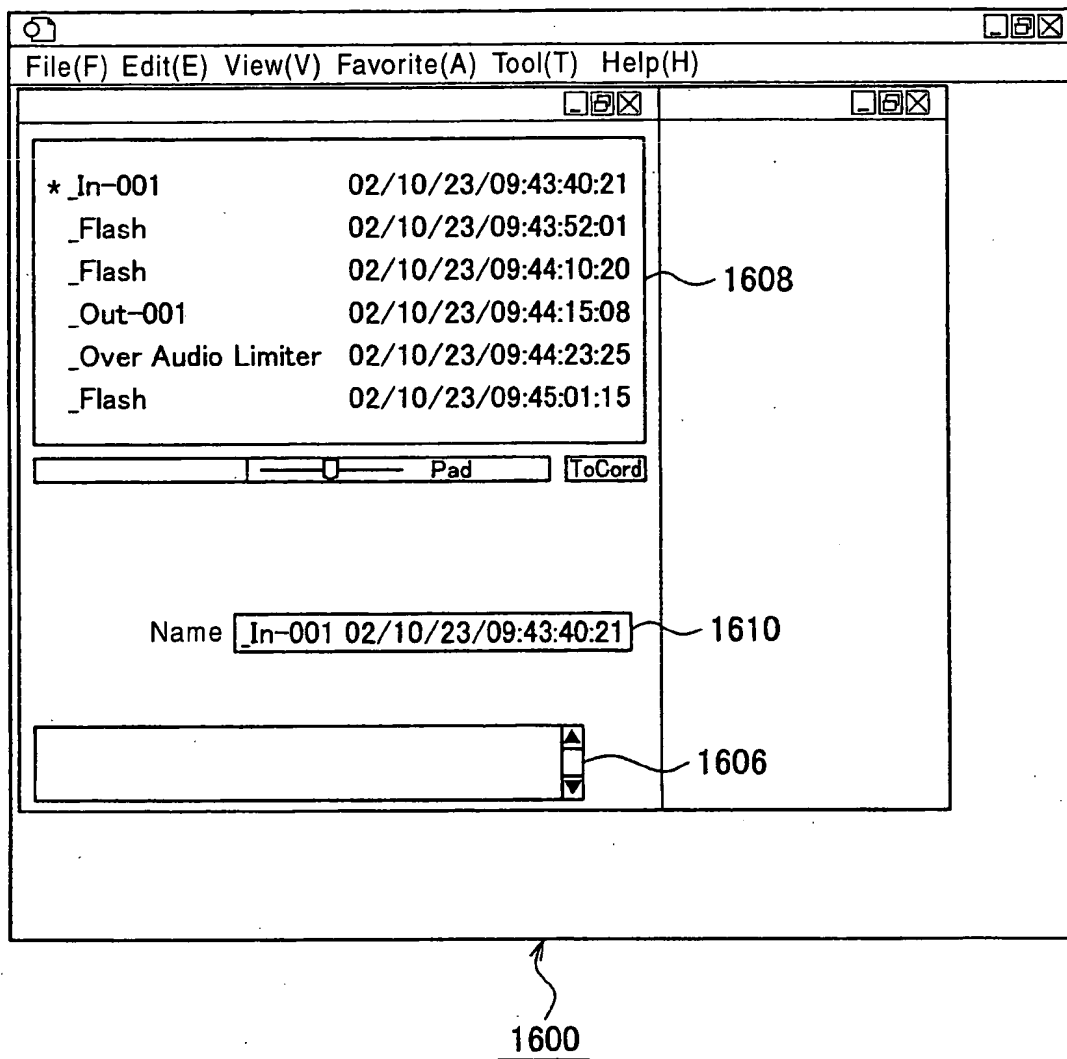 File(F) Edit(E) View(V) Favorite(A) Tool(T) Help(H)
*_In-001 02/10/23/09:43:40:21
_Flash 02/10/23/09:43:52:01
_Flash 02/10/23/09:44:10:20
_Out-001 02/10/23/09:44:15:08
_Over Audio Limiter 02/10/23/09:44:23:25
_Flash 02/10/23/09:45:01:15
1608
Pad ToCord
Name _In-001 02/10/23/09:43:40:21 1610
1606
1600